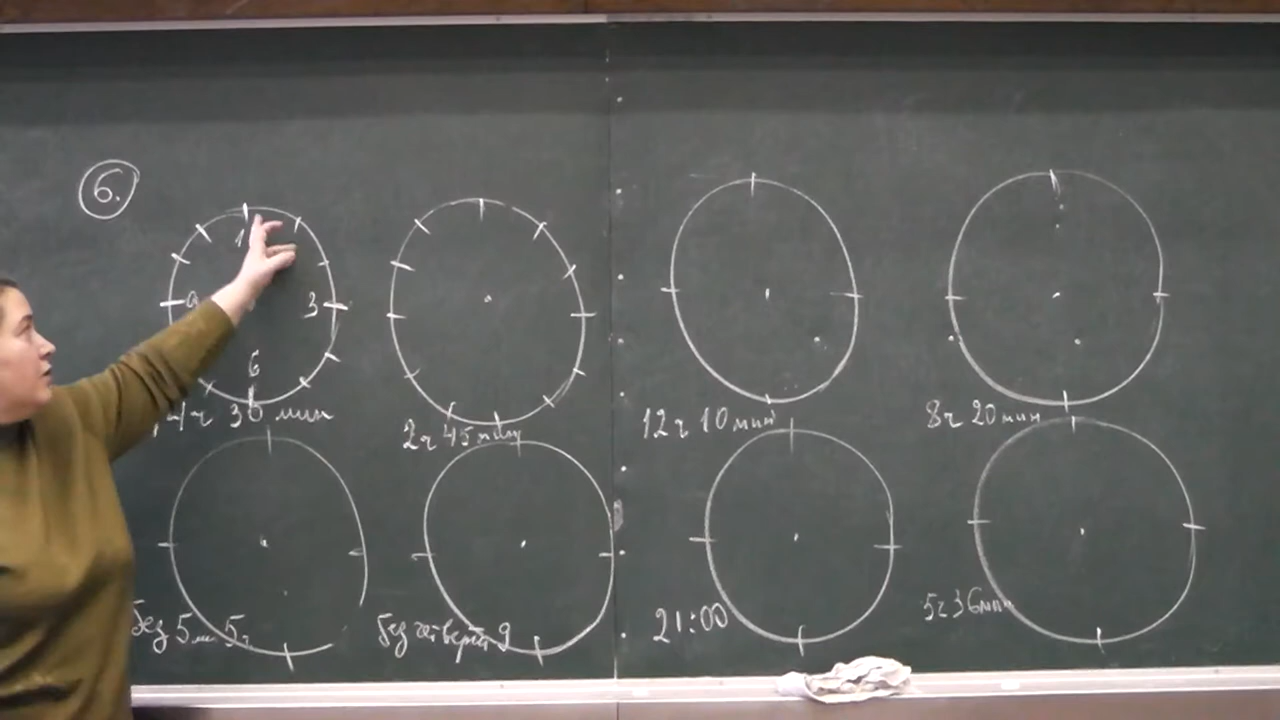 6.
9 3
6
4ч 30 мин
2ч 45 мин
12ч 10 мин
8ч 20 мин
без 5 мин 5ч
без четверти 9
21:00
5ч 36 мин